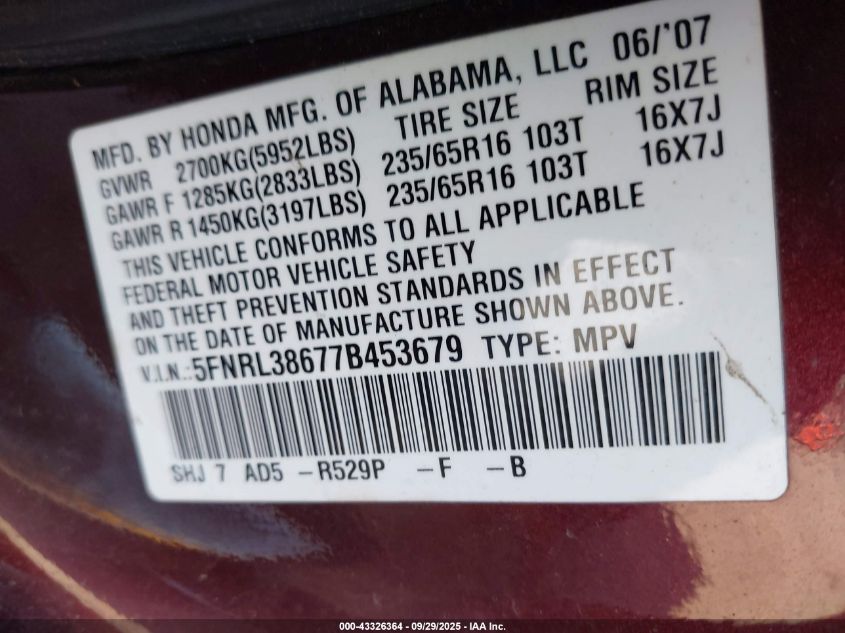 MFD. BY HONDA MFG. OF ALABAMA, LLC 06/'07
GVWR 2700KG(5952LBS) TIRE SIZE RIM SIZE
GAWR F 1285KG(2833LBS) 235/65R16 103T 16X7J
GAWR R 1450KG(3197LBS) 235/65R16 103T 16X7J
THIS VEHICLE CONFORMS TO ALL APPLICABLE
FEDERAL MOTOR VEHICLE SAFETY
AND THEFT PREVENTION STANDARDS IN EFFECT
ON THE DATE OF MANUFACTURE SHOWN ABOVE.
V.I.N.:5FNRL38677B453679 TYPE: MPV
SHJ 7 AD5 -R529P -F -B
000-43326364 / 09/29/2025 - IAA Inc.